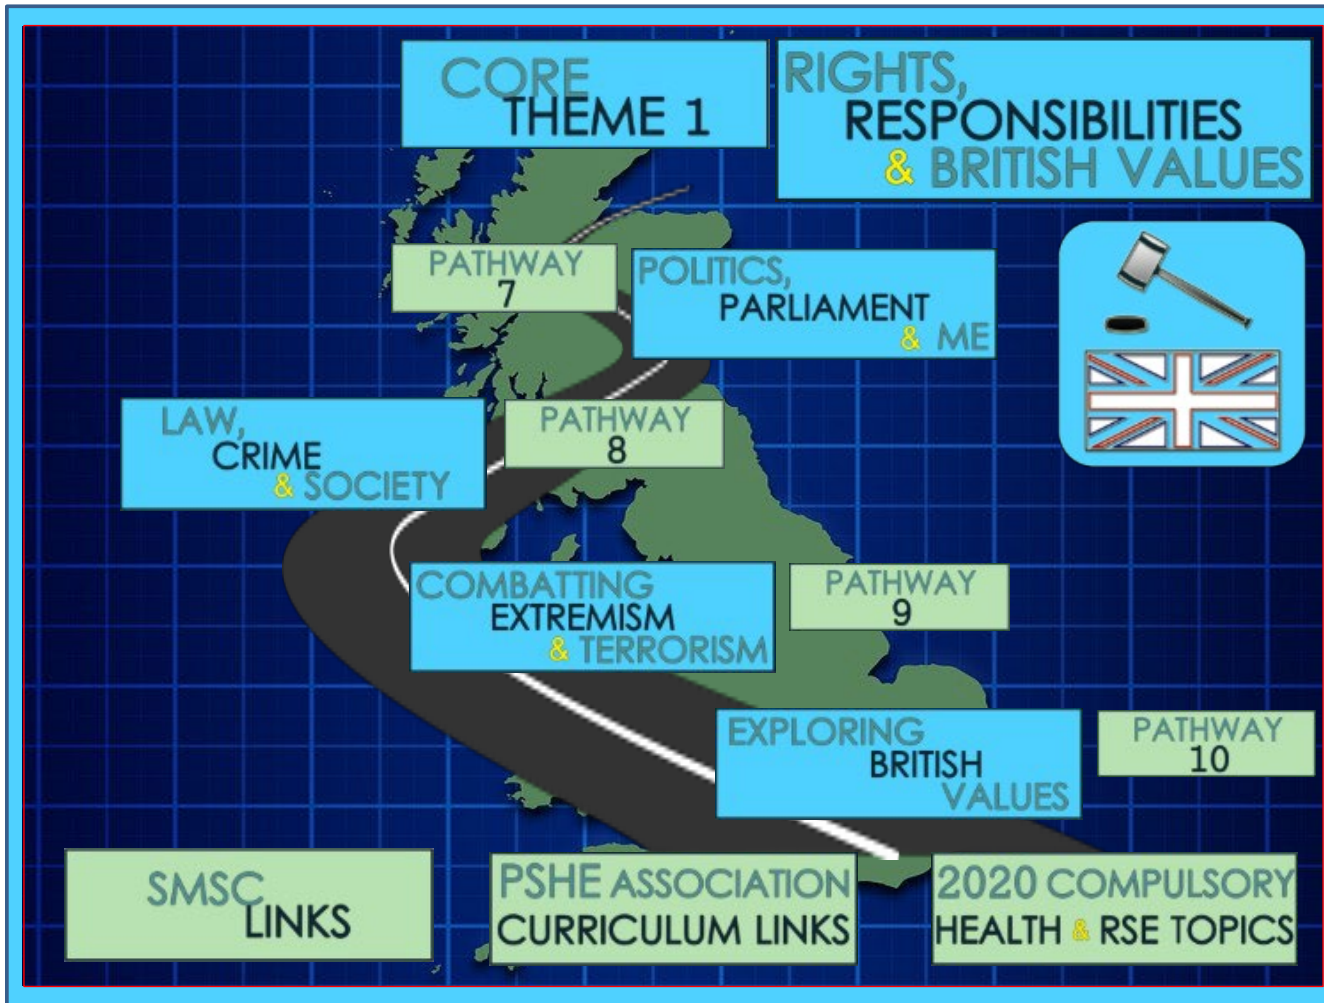 CORE
THEME 1
RIGHTS,
RESPONSIBILITIES
& BRITISH VALUES
PATHWAY
7
POLITICS,
PARLIAMENT
& ME
LAW,
CRIME
& SOCIETY
PATHWAY
8
COMBATTING
EXTREMISM
& TERRORISM
PATHWAY
9
EXPLORING
BRITISH
VALUES
PATHWAY
10
SMSC
LINKS
PSHE ASSOCIATION
CURRICULUM LINKS
2020 COMPULSORY
HEALTH & RSE TOPICS